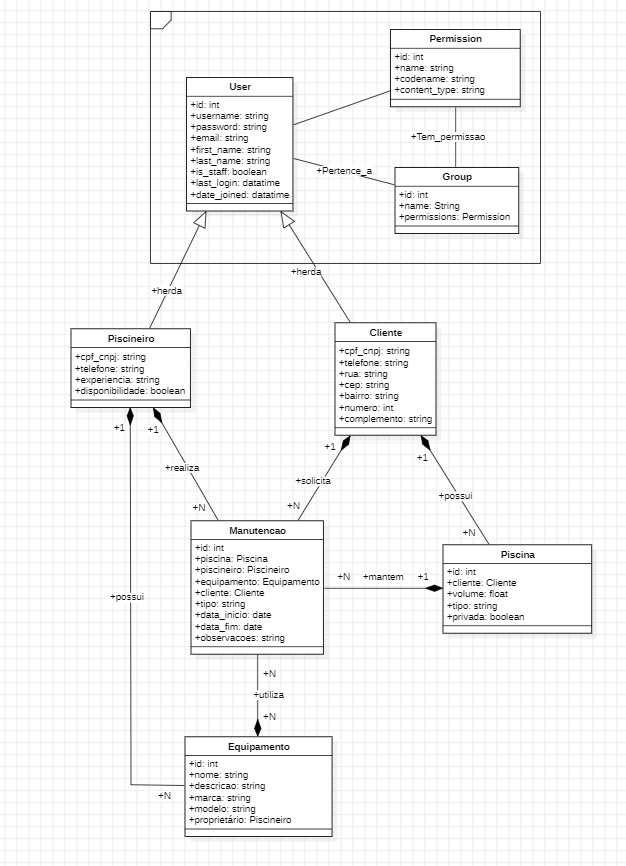 Permission
+id: int
+name: string
+codename: string
+content_type: string
User
+id: int
+username: string
+password: string
+email: string
+first_name: string
+last_name: string
+is_staff: boolean
+last_login: datatime
+date_joined: datatime
+Tem_permissao
+Pertence_a
Group
+id: int
+name: String
+permissions: Permission
+herda
+herda
Piscineiro
+cpf_cnpj: string
+telefone: string
+experiencia: string
+disponibilidade: boolean
Cliente
+cpf_cnpj: string
+telefone: string
+rua: string
+cep: string
+bairro: string
+numero: int
+complemento: string
+1
+1
+1
+1
+realiza
+solicita
+possui
+N
+N
+N
Manutencao
+id: int
+piscina: Piscina
+piscineiro: Piscineiro
+equipamento: Equipamento
+cliente: Cliente
+tipo: string
+data_inicio: date
+data_fim: date
+observacoes: string
+N
+mantem
+1
Piscina
+id: int
+cliente: Cliente
+volume: float
+tipo: string
+privada: boolean
+possui
+N
+utiliza
+N
Equipamento
+id: int
+nome: string
+descricao: string
+marca: string
+modelo: string
+proprietário: Piscineiro
+N